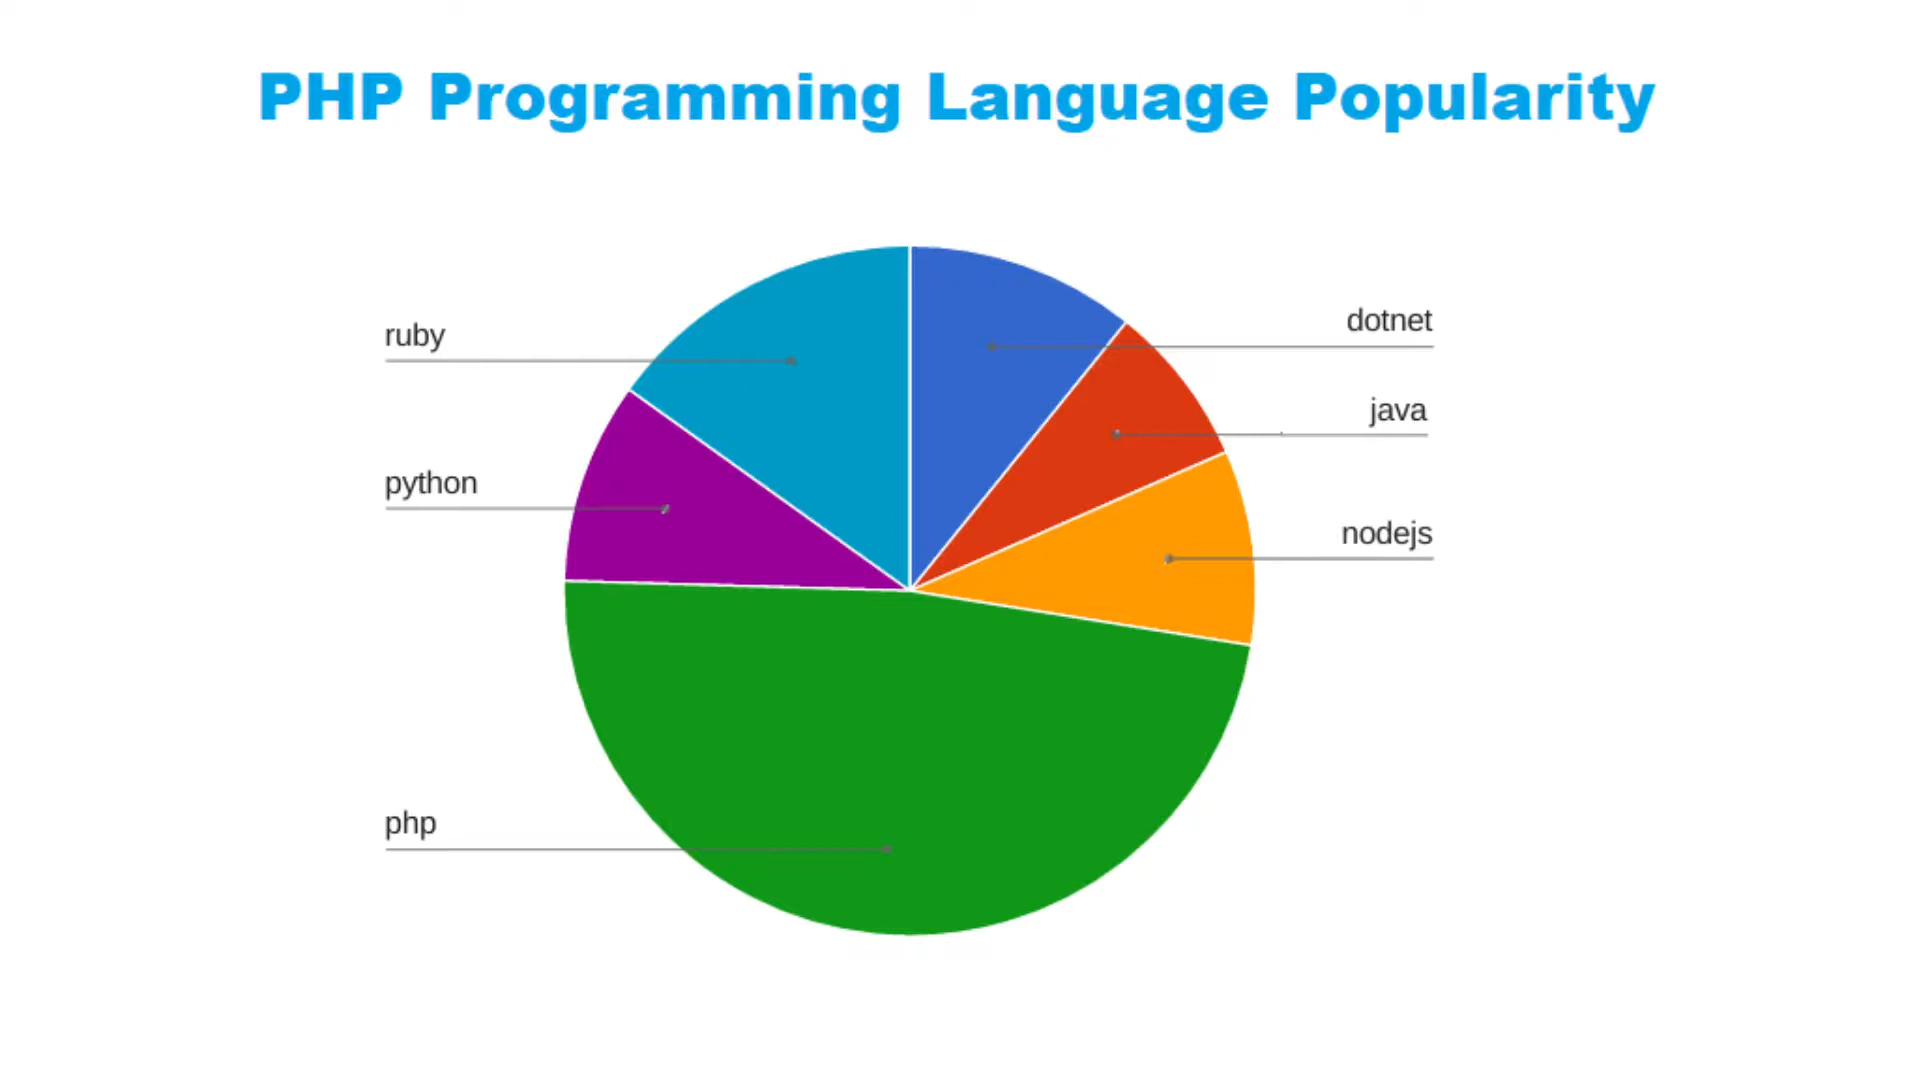 PHP Programming Language Popularity
dotnet
ruby
java
python
nodejs
php